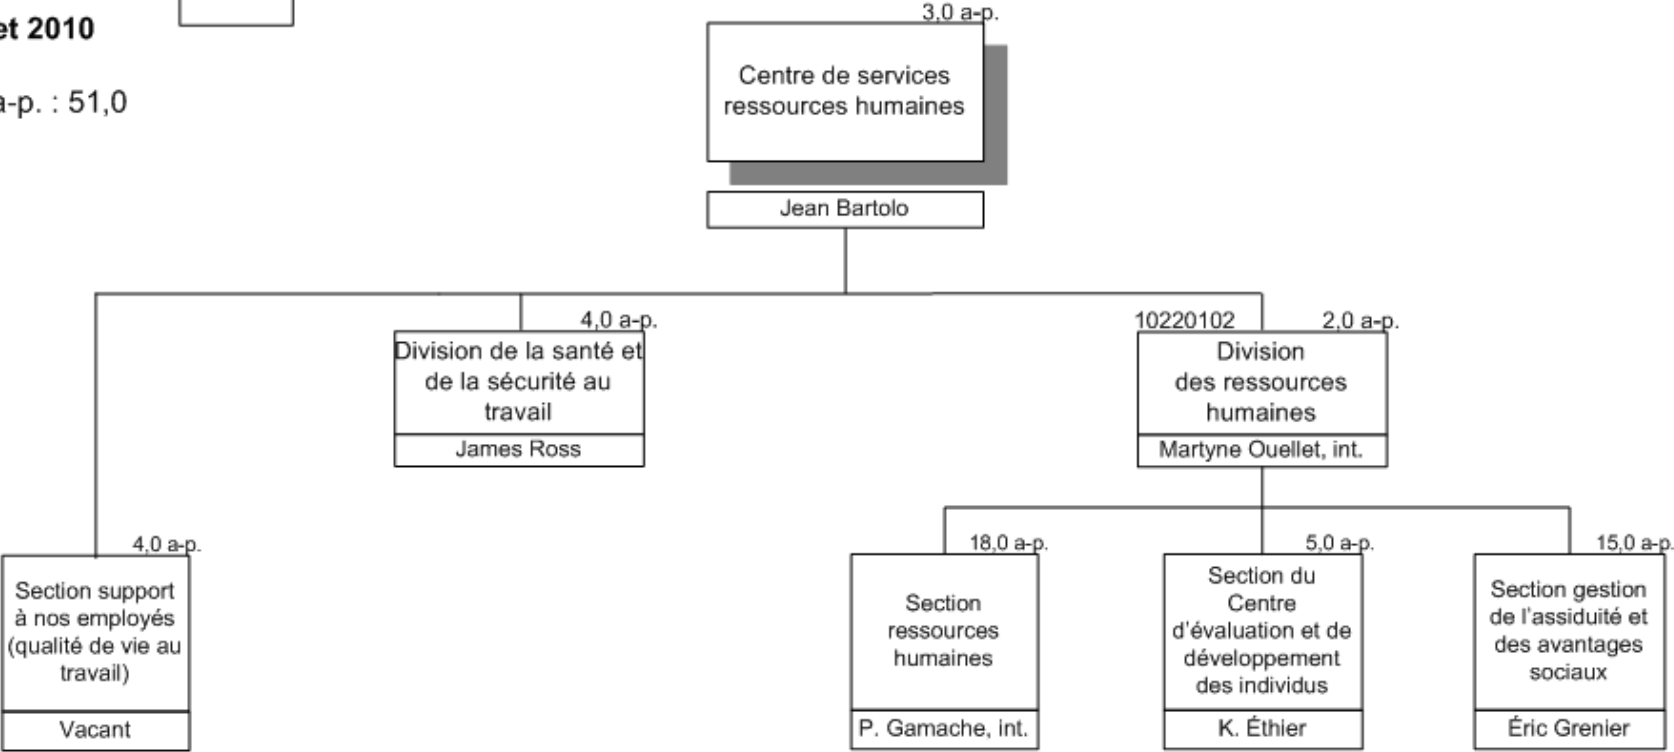 et 2010
a-p. : 51,0
3,0 a-p.
Centre de services
ressources humaines
Jean Bartolo
4,0 a-p.
Division de la santé et
de la sécurité au
travail
James Ross
10220102
2,0 a-p.
Division
des ressources
humaines
Martyne Ouellet, int.
4,0 a-p.
Section support
à nos employés
(qualité de vie au
travail)
Vacant
18,0 a-p.
Section
ressources
humaines
P. Gamache, int.
5,0 a-p.
Section du
Centre
d'évaluation et de
développement
des individus
K. Éthier
15,0 a-p.
Section gestion
de l'assiduité et
des avantages
sociaux
Éric Grenier